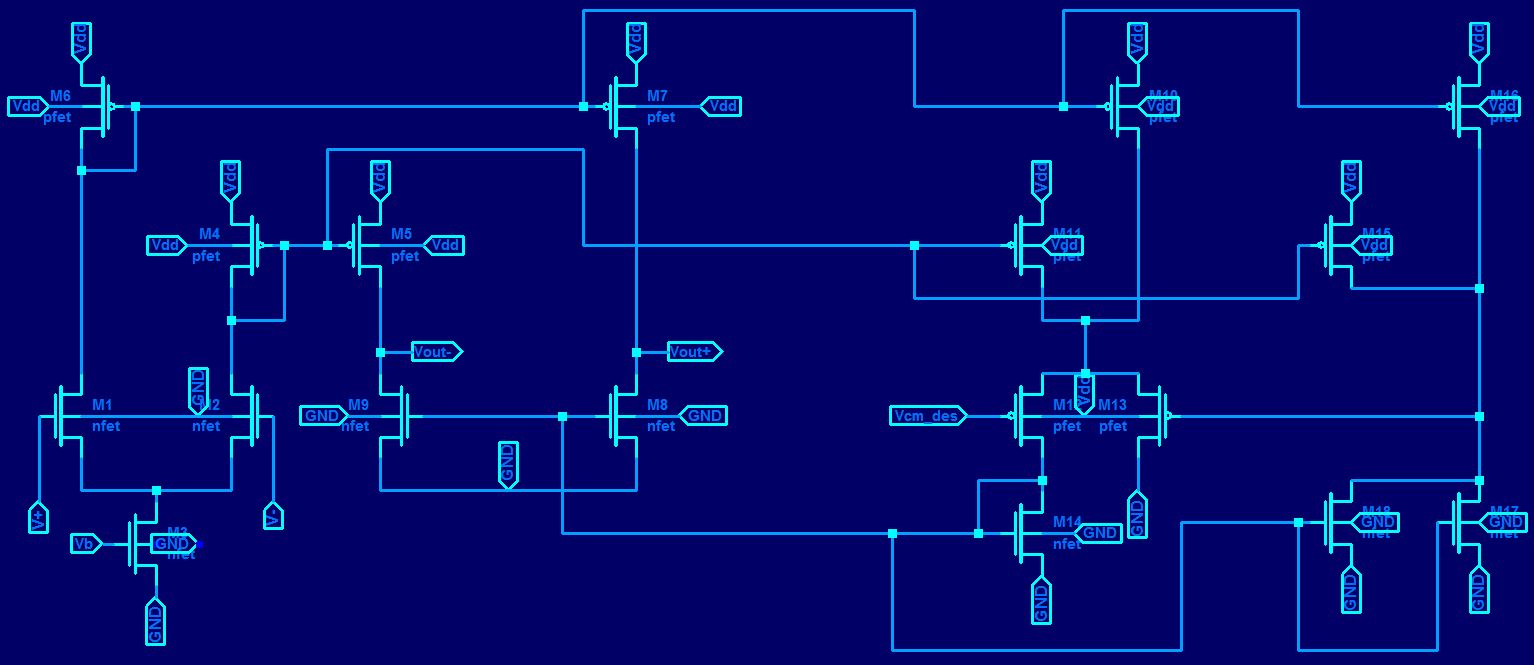 Vdd
Vdd
Vdd
Vdd
M6
Vdd
pfet
M7
Vdd
pfet
M10
Vdd
pfet
M16
Vdd
pfet
Vdd
Vdd
Vdd
Vdd
M4
Vdd
pfet
M5
Vdd
pfet
M11
Vdd
pfet
M15
Vdd
pfet
Vout-
Vout+
GND
Vdd
M1
nfet
M2
nfet
GND
M9
nfet
M8
GND
nfet
Vcm_des
M12
pfet
M13
pfet
GND
V+
V-
GND
M3
Vb
GND
nfet
M14
GND
nfet
M18
GND
nfet
M17
GND
nfet
GND
GND
GND
GND